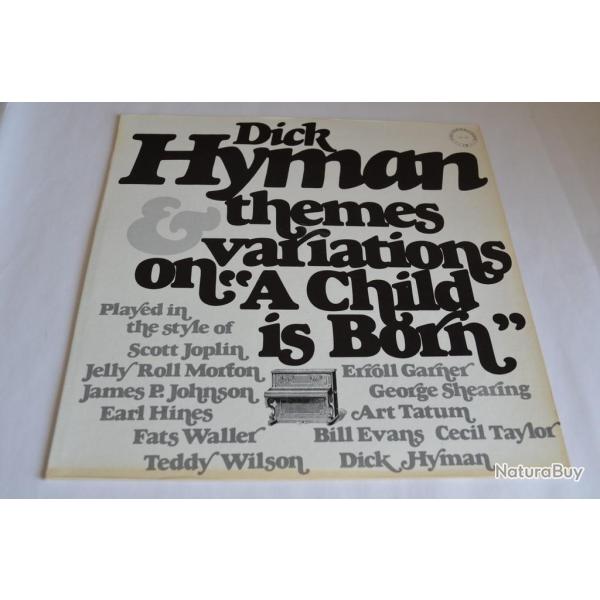 Dick
Hyman
themes
& variations
on "A Child
is Born"
Played in
the style of
Scott Joplin
Jelly Roll Morton
James P. Johnson
Earl Hines
Fats Waller
Teddy Wilson
Erroll Garner
George Shearing
Art Tatum
Bill Evans Cecil Taylor
Dick Hyman
NaturaBuy